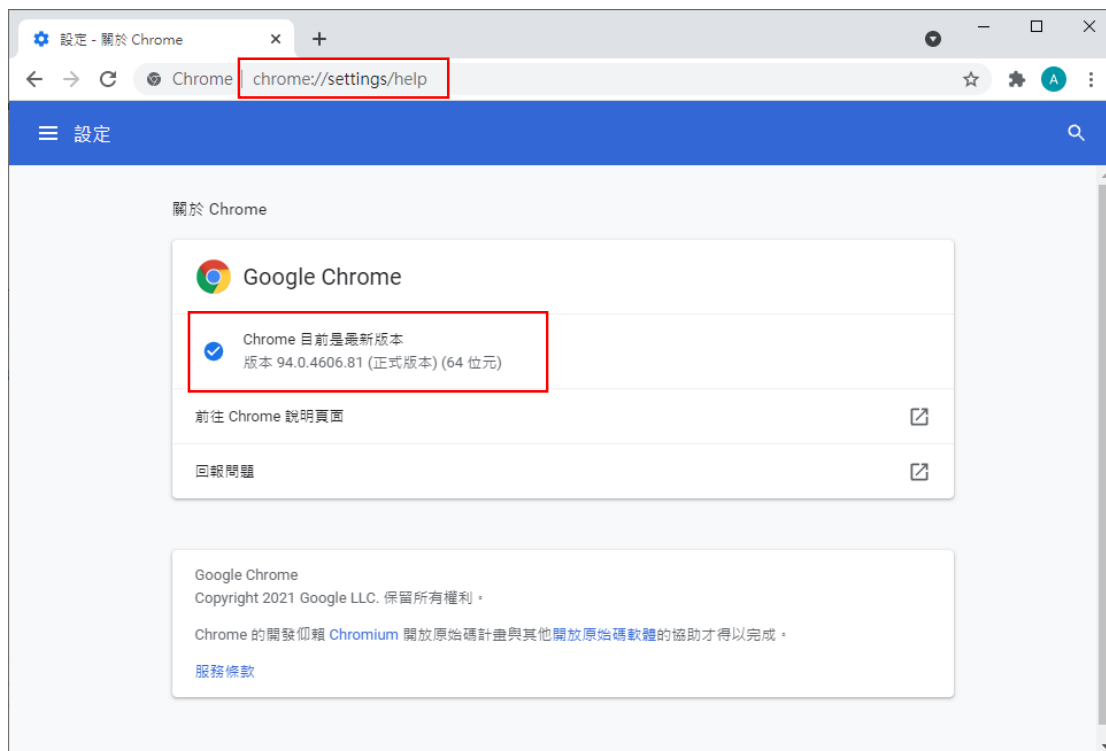 設定 - 關於 Chrome
Chrome | chrome://settings/help
A
設定
關於 Chrome
Google Chrome
Chrome 目前是最新版本
版本 94.0.4606.81 (正式版本) (64 位元)
前往 Chrome 說明頁面
回報問題
Google Chrome
Copyright 2021 Google LLC. 保留所有權利。
Chrome 的開發仰賴 Chromium 開放原始碼計畫與其他開放原始碼軟體的協助才得以完成。
服務條款